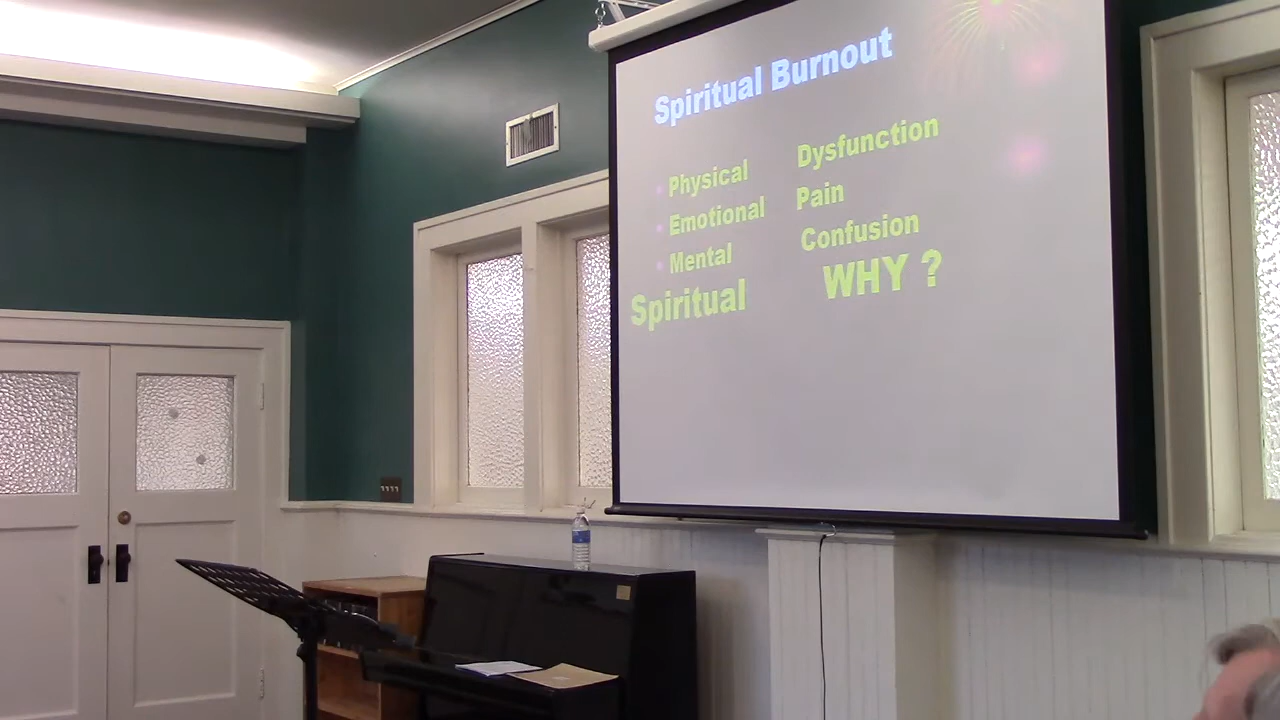 Spiritual Burnout
Physical Dysfunction
Emotional Pain
Mental Confusion
Spiritual WHY ?